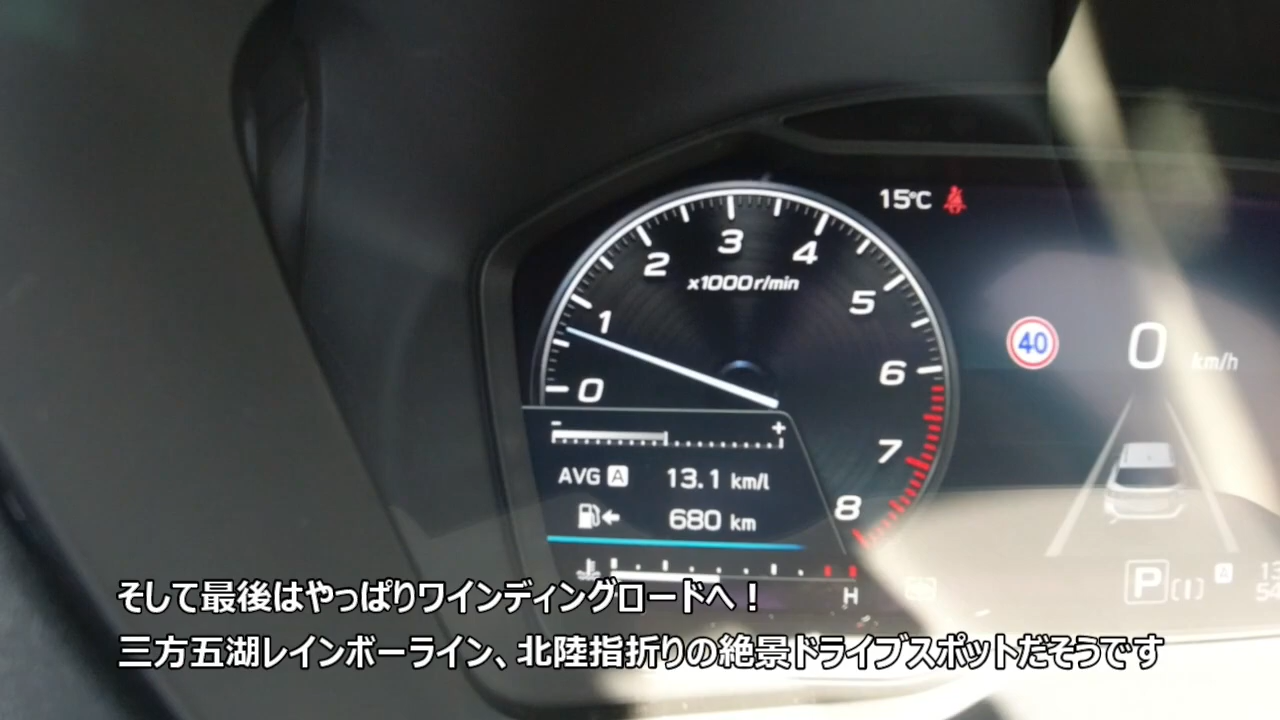 15℃
3
2
4
x1000r/min
1
5
40
0
km/h
6
0
- +
7
AVG A 13.1 km/l
680 km
8
H
P
A
そして最後はやっぱりワインディングロードへ！
三方五湖レインボーライン、北陸指折りの絶景ドライブスポットだそうです